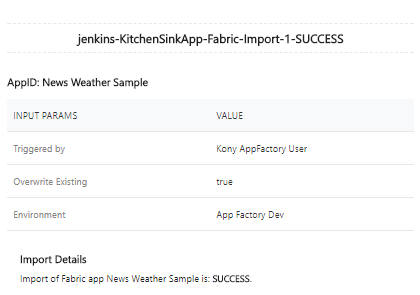 jenkins-KitchenSinkApp-Fabric-Import-1-SUCCESS
AppID: News Weather Sample
INPUT PARAMS VALUE
Triggered by Kony AppFactory User
Overwrite Existing true
Environment App Factory Dev
Import Details
Import of Fabric app News Weather Sample is: SUCCESS.